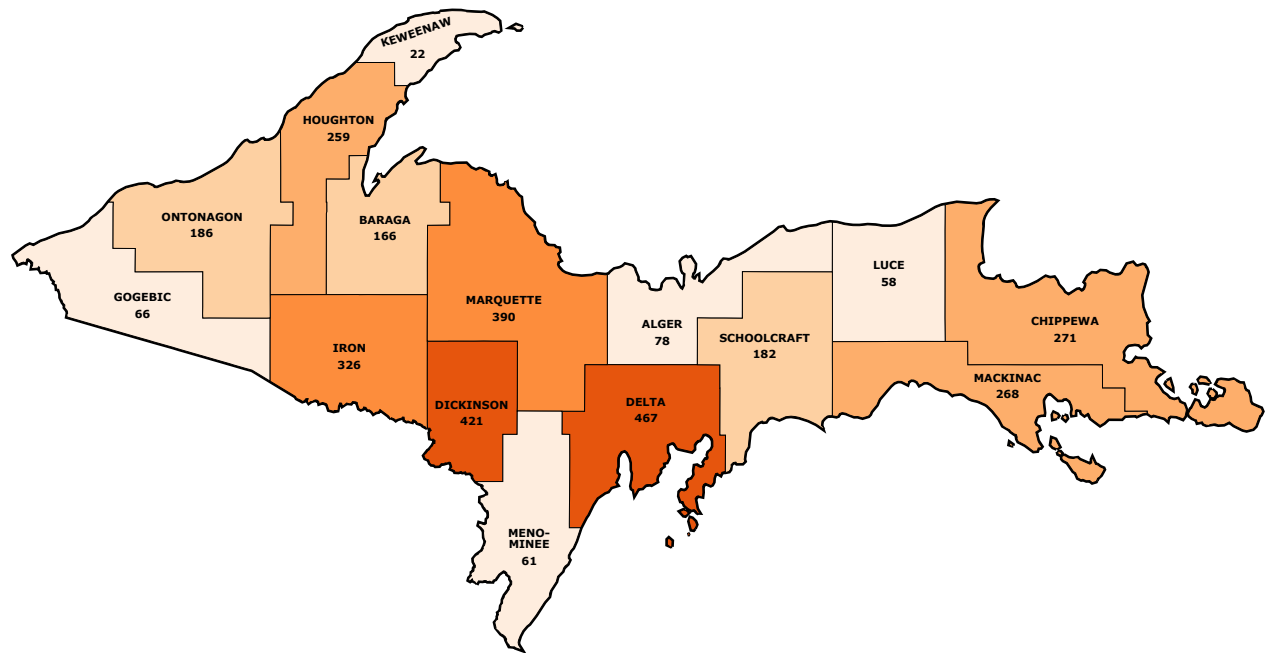 KEWEENAW
22
HOUGHTON
259
ONTONAGON
186
BARAGA
166
GOGEBIC
66
LUCE
58
MARQUETTE
390
ALGER
78
SCHOOLCRAFT
182
CHIPPEWA
271
IRON
326
MACKINAC
268
DICKINSON
421
DELTA
467
MENO-
MINEE
61